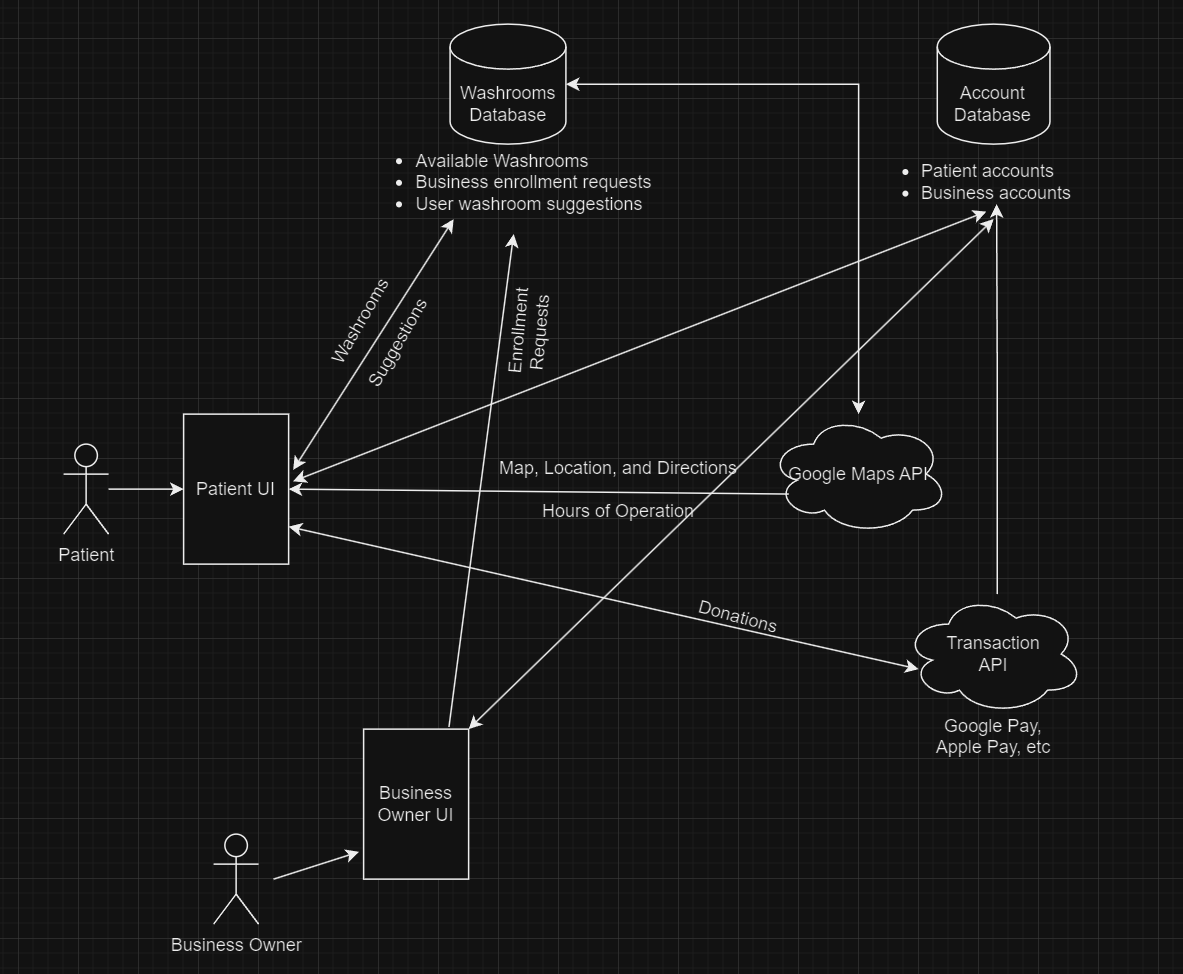 Washrooms
Database
Account
Database
• Available Washrooms
• Business enrollment requests
• User washroom suggestions
• Patient accounts
• Business accounts
Washrooms
Suggestions
Enrollment
Requests
Map, Location, and Directions
Google Maps API
Patient UI
Hours of Operation
Patient
Donations
Transaction
API
Google Pay,
Apple Pay, etc
Business
Owner UI
Business Owner